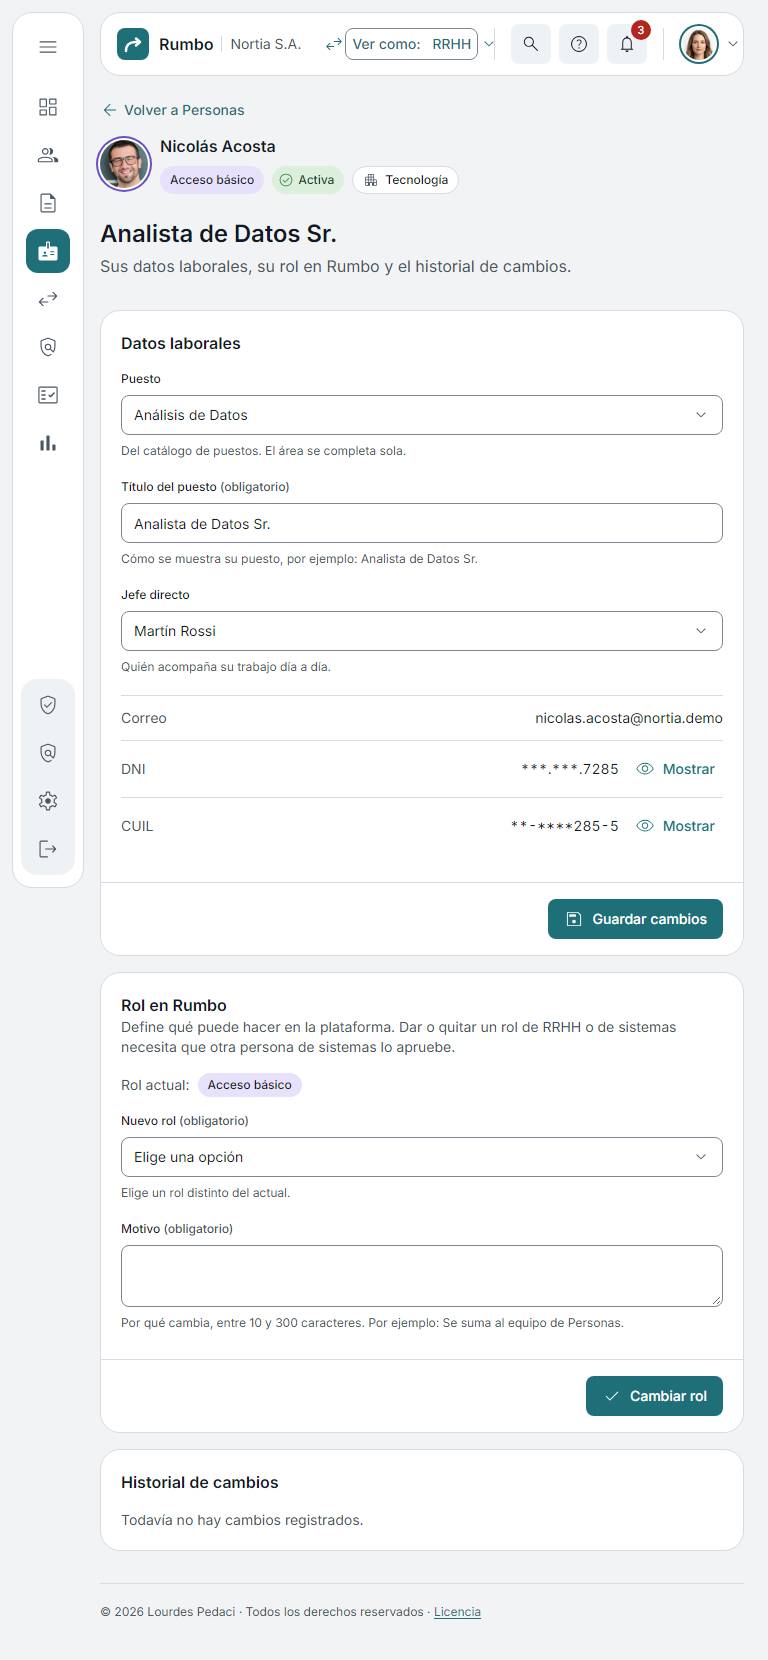 Rumbo
Nortia S.A.
Ver como: RRHH
3
Volver a Personas
Nicolás Acosta
Acceso básico
Activa
Tecnología
Analista de Datos Sr.
Sus datos laborales, su rol en Rumbo y el historial de cambios.
Datos laborales
Puesto
Análisis de Datos
Del catálogo de puestos. El área se completa sola.
Título del puesto (obligatorio)
Analista de Datos Sr.
Cómo se muestra su puesto, por ejemplo: Analista de Datos Sr.
Jefe directo
Martín Rossi
Quién acompaña su trabajo día a día.
Correo nicolas.acosta@nortia.demo
DNI ***.***.7285 Mostrar
CUIL **-****285-5 Mostrar
Guardar cambios
Rol en Rumbo
Define qué puede hacer en la plataforma. Dar o quitar un rol de RRHH o de sistemas
necesita que otra persona de sistemas lo apruebe.
Rol actual: Acceso básico
Nuevo rol (obligatorio)
Elige una opción
Elige un rol distinto del actual.
Motivo (obligatorio)
Por qué cambia, entre 10 y 300 caracteres. Por ejemplo: Se suma al equipo de Personas.
Cambiar rol
Historial de cambios
Todavía no hay cambios registrados.
© 2026 Lourdes Pedaci · Todos los derechos reservados · Licencia